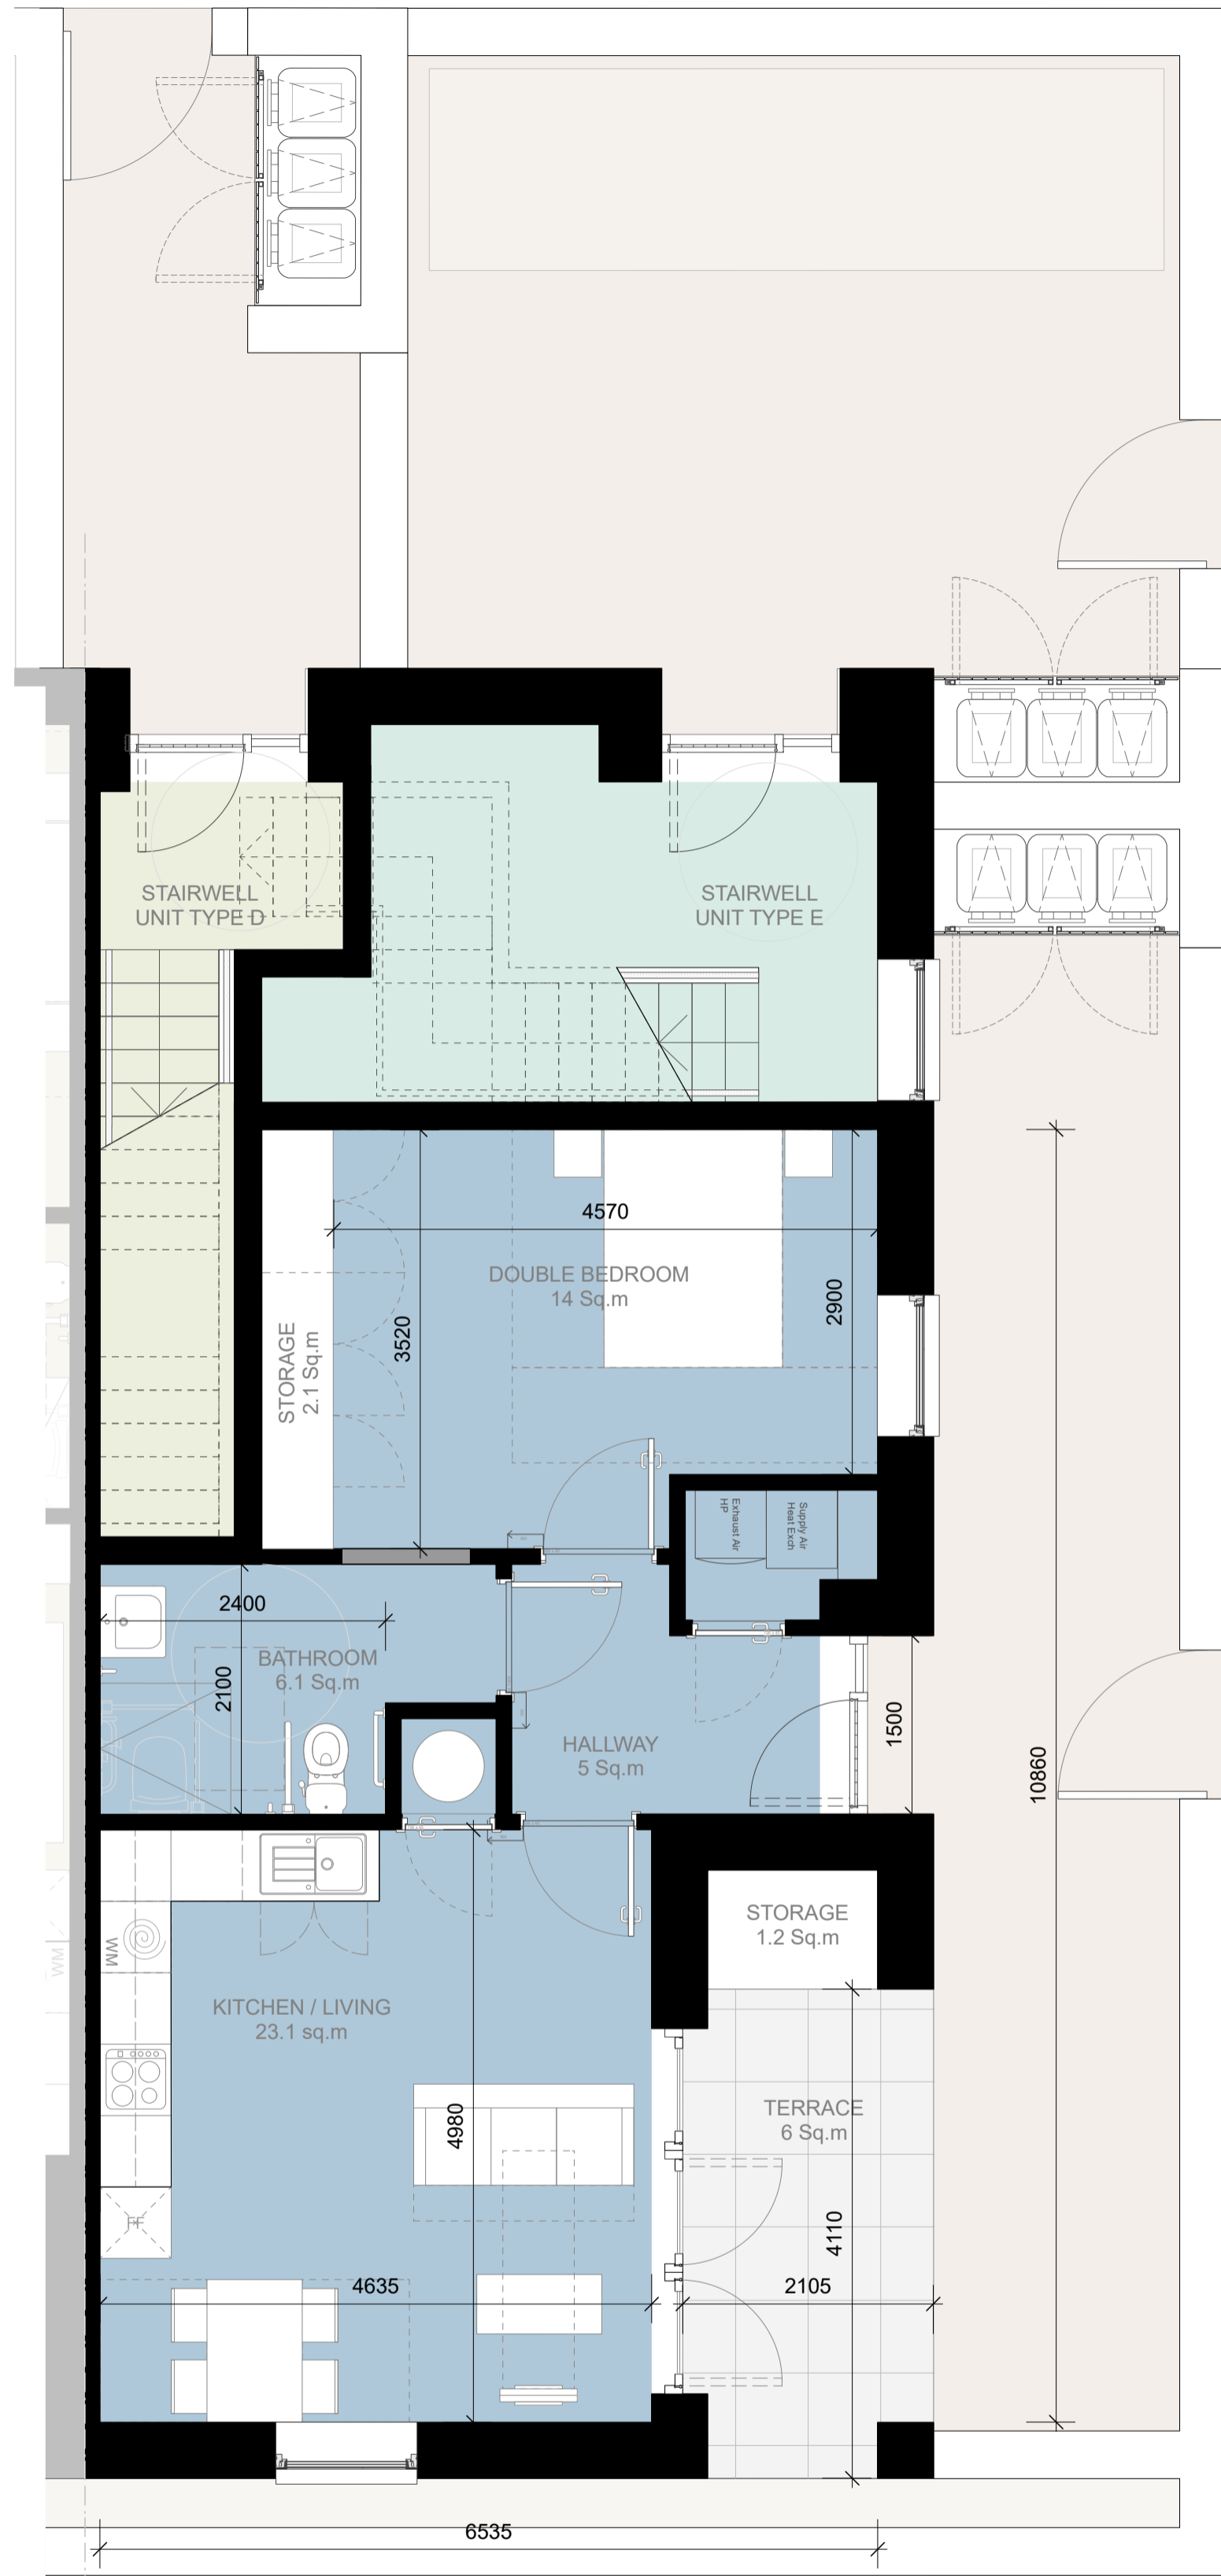 STAIRWELL
UNIT TYPE D
STAIRWELL
UNIT TYPE E
4570
DOUBLE BEDROOM
14 Sq.m
2900
3520
STORAGE
2.1 Sq.m
Exhaust Air
HP
Supply Air
Heat Exch
2400
BATHROOM
6.1 Sq.m
2100
HALLWAY
5 Sq.m
1500
10860
STORAGE
1.2 Sq.m
WM
WM
KITCHEN / LIVING
23.1 sq.m
4980
TERRACE
6 Sq.m
4110
FF
4635
2105
6535